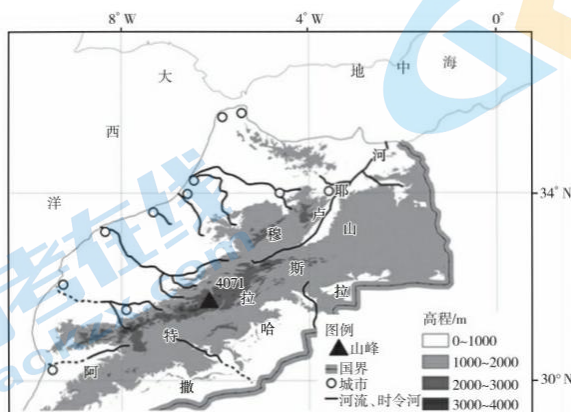 8° W 4° W 0°
大 地 中 海
西 河
洋 耶 34° N
穆 卢 山
斯
4071 拉 拉
图例 高程/m
特 哈 山峰 0~1000
国界 1000~2000
阿 城市 2000~3000 30° N
撒 河流、时令河 3000~4000